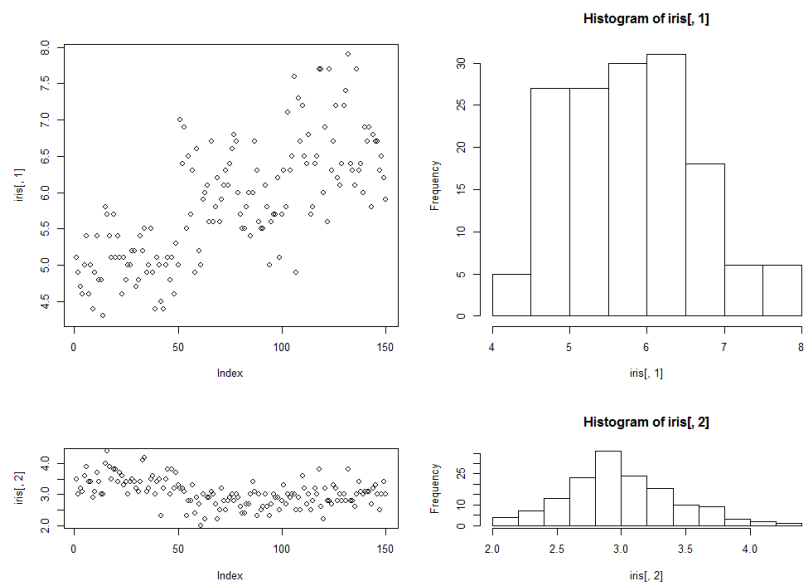 Histogram of iris[, 1]
iris[, 1]
4.5 5.0 5.5 6.0 6.5 7.0 7.5 8.0
0 50 100 150
Index
Frequency
0 5 10 15 20 25 30
4 5 6 7 8
iris[, 1]
Histogram of iris[, 2]
iris[, 2]
2.0 3.0 4.0
0 50 100 150
Index
Frequency
0 10 25
2.0 2.5 3.0 3.5 4.0
iris[, 2]